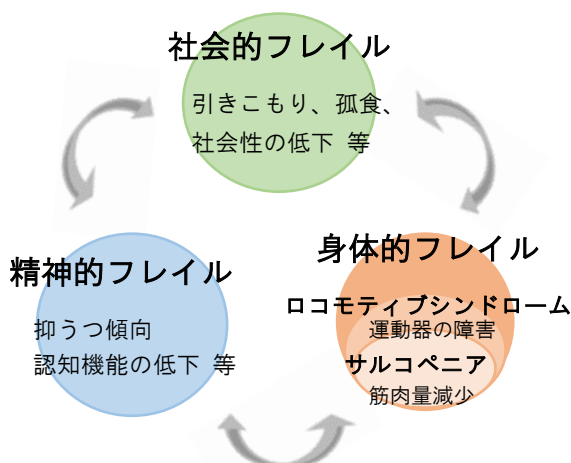 社会的フレイル
引きこもり、孤食、
社会性の低下 等
精神的フレイル
抑うつ傾向
認知機能の低下 等
身体的フレイル
ロコモティブシンドローム
運動器の障害
サルコペニア
筋肉量減少